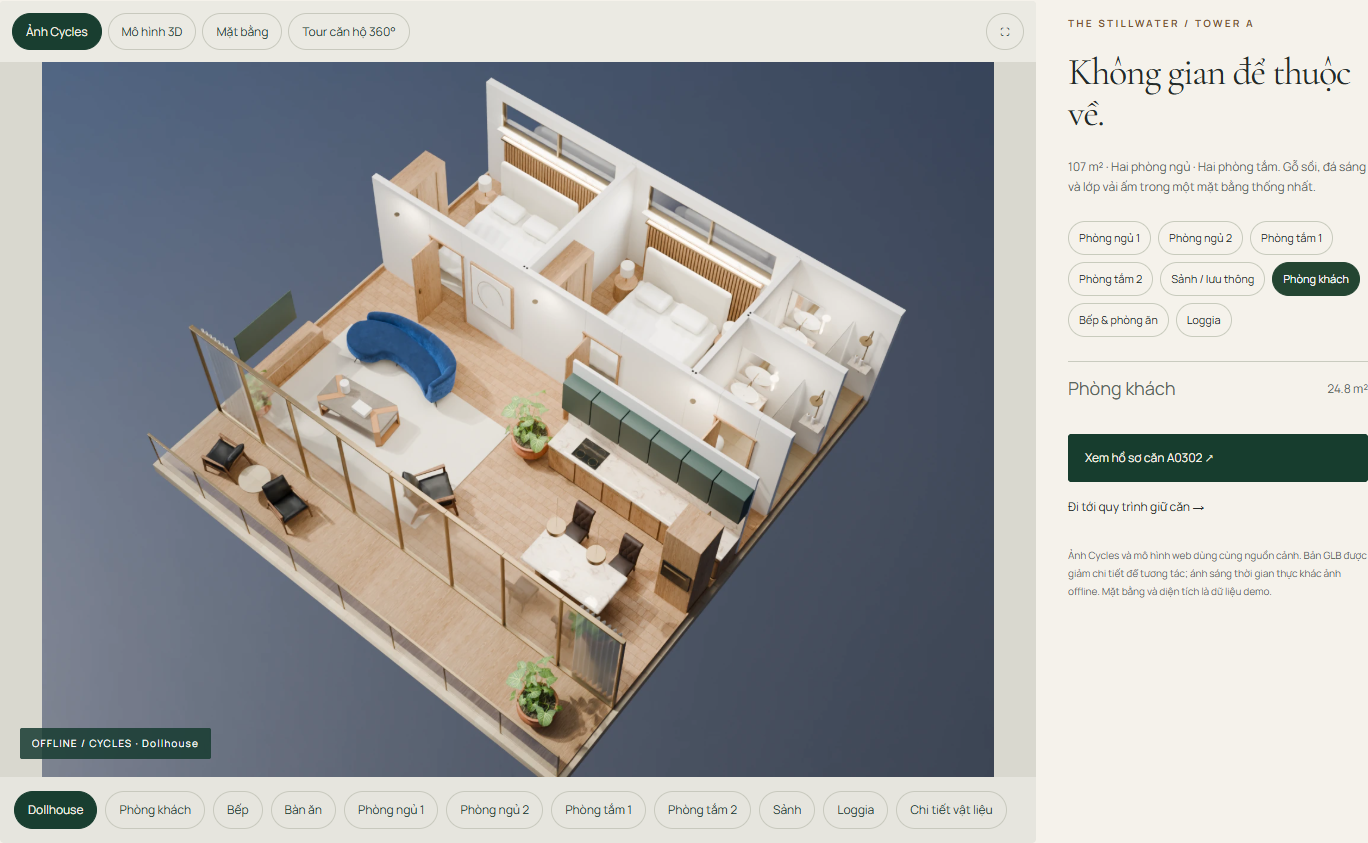 Ảnh Cycles
Mô hình 3D
Mặt bằng
Tour căn hộ 360°
THE STILLWATER / TOWER A
Không gian để thuộc
về.
107 m² · Hai phòng ngủ · Hai phòng tắm. Gỗ sồi, đá sáng
và lớp vải ấm trong một mặt bằng thống nhất.
Phòng ngủ 1
Phòng ngủ 2
Phòng tắm 1
Phòng tắm 2
Sảnh / lưu thông
Phòng khách
Bếp & phòng ăn
Loggia
Phòng khách
24.8 m²
Xem hồ sơ căn A0302 ↗
Đi tới quy trình giữ căn →
Ảnh Cycles và mô hình web dùng cùng nguồn cảnh. Bản GLB được
giảm chi tiết để tương tác; ánh sáng thời gian thực khác ảnh
offline. Mặt bằng và diện tích là dữ liệu demo.
OFFLINE / CYCLES · Dollhouse
Dollhouse
Phòng khách
Bếp
Bàn ăn
Phòng ngủ 1
Phòng ngủ 2
Phòng tắm 1
Phòng tắm 2
Sảnh
Loggia
Chi tiết vật liệu